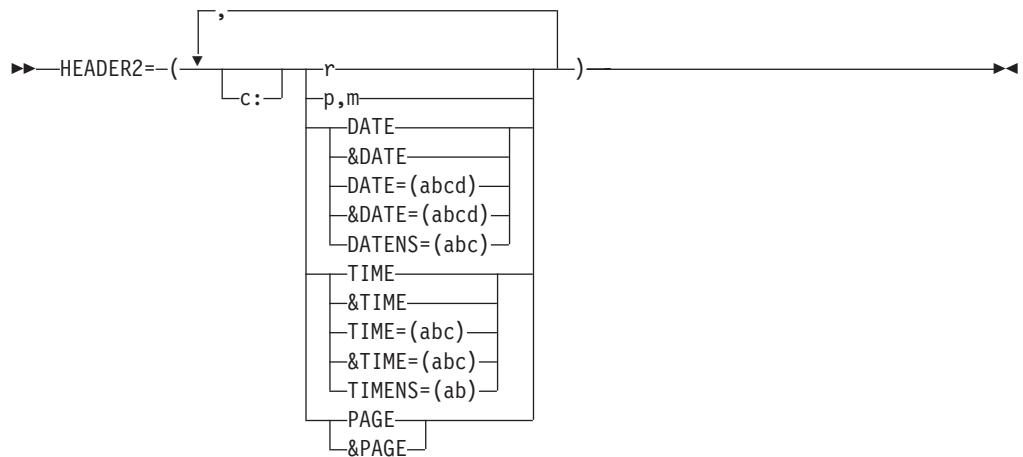 ,
HEADER2= ( r )
c:
p,m
DATE
&DATE
DATE=(abcd)
&DATE=(abcd)
DATENS=(abc)
TIME
&TIME
TIME=(abc)
&TIME=(abc)
TIMENS=(ab)
PAGE
&PAGE